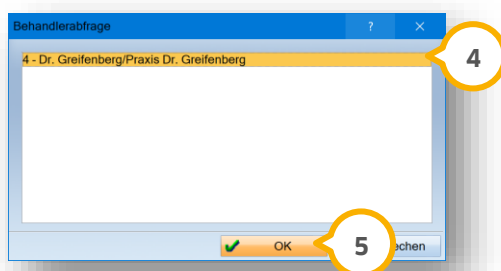 Behandlerabfrage ? ×
4 - Dr. Greifenberg/Praxis Dr. Greifenberg
4
OK
5